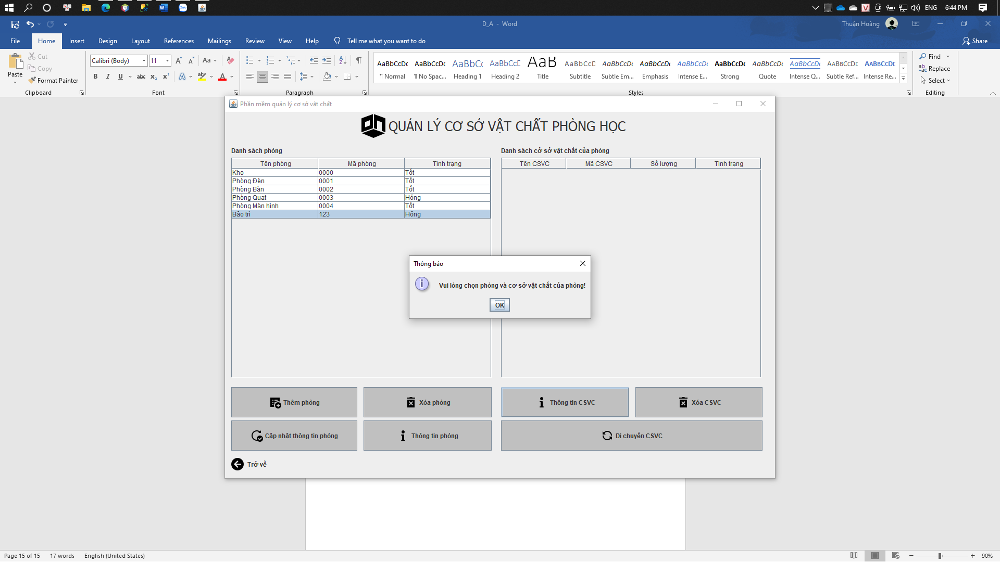 ENG 6:44 PM
D_A - Word
Thuận Hoàng
File Home Insert Design Layout References Mailings Review View Help Tell me what you want to do Share
Paste
Cut
Copy
Format Painter
Clipboard
Calibri (Body) 11
Font
Paragraph
AaBbCcDc AaBbCcDc AaBbCc AaBbCcD AaB AaBbCcD AaBbCcDc AaBbCcDc AaBbCcDc AaBbCcDc AaBbCcDc AaBbCcDc AABBCCDD AABBCCDD
¶ Normal ¶ No Spac... Heading 1 Heading 2 Title Subtitle Subtle Em... Emphasis Intense E... Strong Quote Intense Q... Subtle Ref... Intense Re...
Styles
Find
Replace
Select
Editing
Phần mềm quản lý cơ sở vật chất
QUẢN LÝ CƠ SỞ VẬT CHẤT PHÒNG HỌC
Danh sách phòng
Tên phòng Mã phòng Tình trạng
Kho 0000 Tốt
Phòng Đèn 0001 Tốt
Phòng Bàn 0002 Tốt
Phòng Quat 0003 Hỏng
Phòng Màn hình 0004 Tốt
Bảo trì 123 Hỏng
Danh sách cở sở vật chất của phòng
Tên CSVC Mã CSVC Số lượng Tình trạng
Thông báo
Vui lòng chọn phòng và cơ sở vật chất của phòng!
OK
Thêm phòng
Xóa phòng
Thông tin CSVC
Xóa CSVC
Cập nhật thông tin phòng
Thông tin phòng
Di chuyển CSVC
Trở về
Page 15 of 15 17 words English (United States) 90%